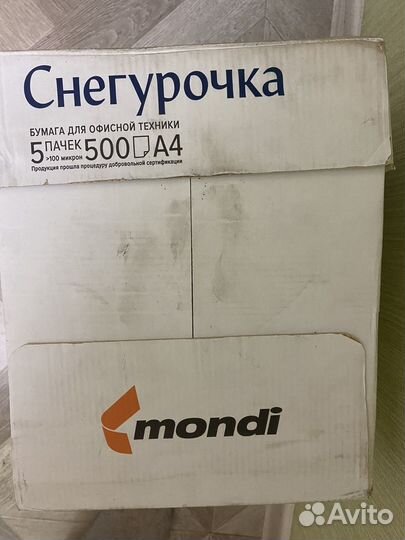 Снегурочка
БУМАГА ДЛЯ ОФИСНОЙ ТЕХНИКИ
5 ПАЧЕК >100 микрон 500 A4
Продукция прошла процедуру добровольной сертификации
mondi
Avito